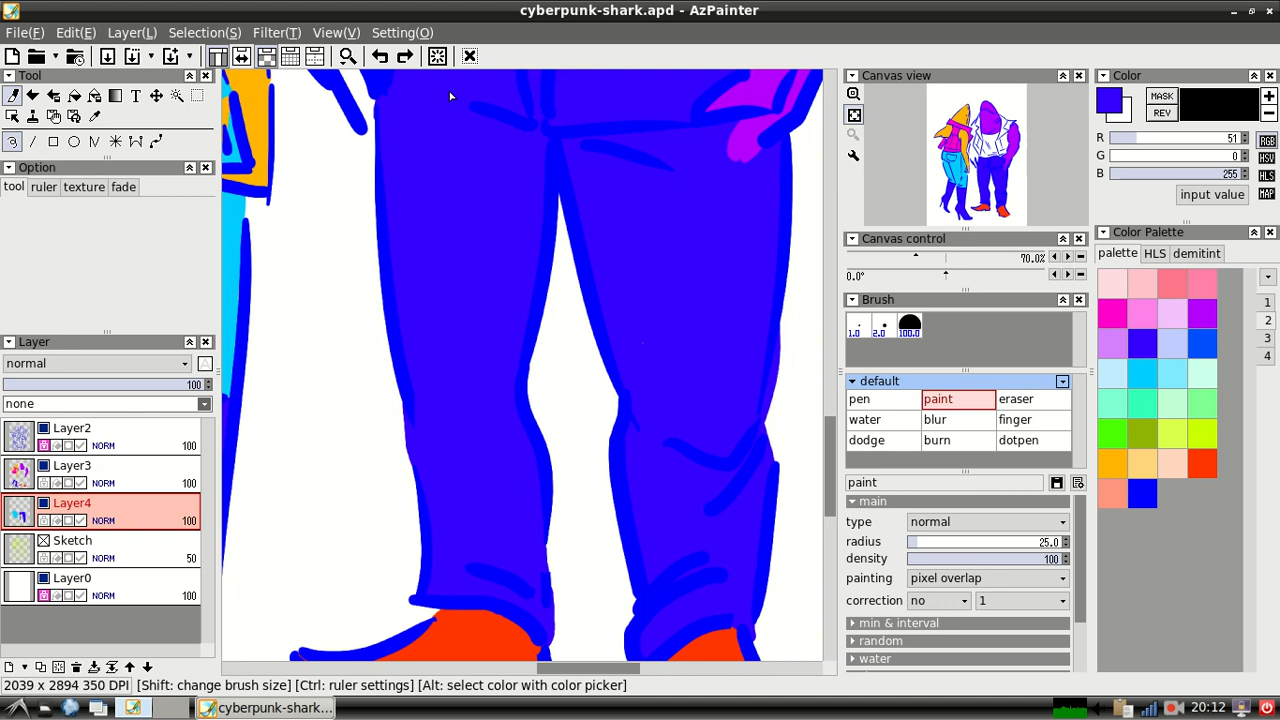 cyberpunk-shark.apd - AzPainter
File(F) Edit(E) Layer(L) Selection(S) Filter(T) View(V) Setting(O)
Tool
Option
tool ruler texture fade
Layer
normal
100
none
Layer2
NORM 100
Layer3
NORM 100
Layer4
NORM 100
Sketch
NORM 50
Layer0
NORM 100
Canvas view
Canvas control
70.0%
0.0°
Brush
1.0 2.0 100.0
default
pen paint eraser
water blur finger
dodge burn dotpen
paint
main
type normal
radius 25.0
density 100
painting pixel overlap
correction no 1
min & interval
random
water
Color
MASK
REV
R 51
G 0
B 255
input value
RGB
HSV
HLS
MAP
Color Palette
palette HLS demitint
1
2
3
4
2039 x 2894 350 DPI [Shift: change brush size] [Ctrl: ruler settings] [Alt: select color with color picker]
cyberpunk-shark...
20:12